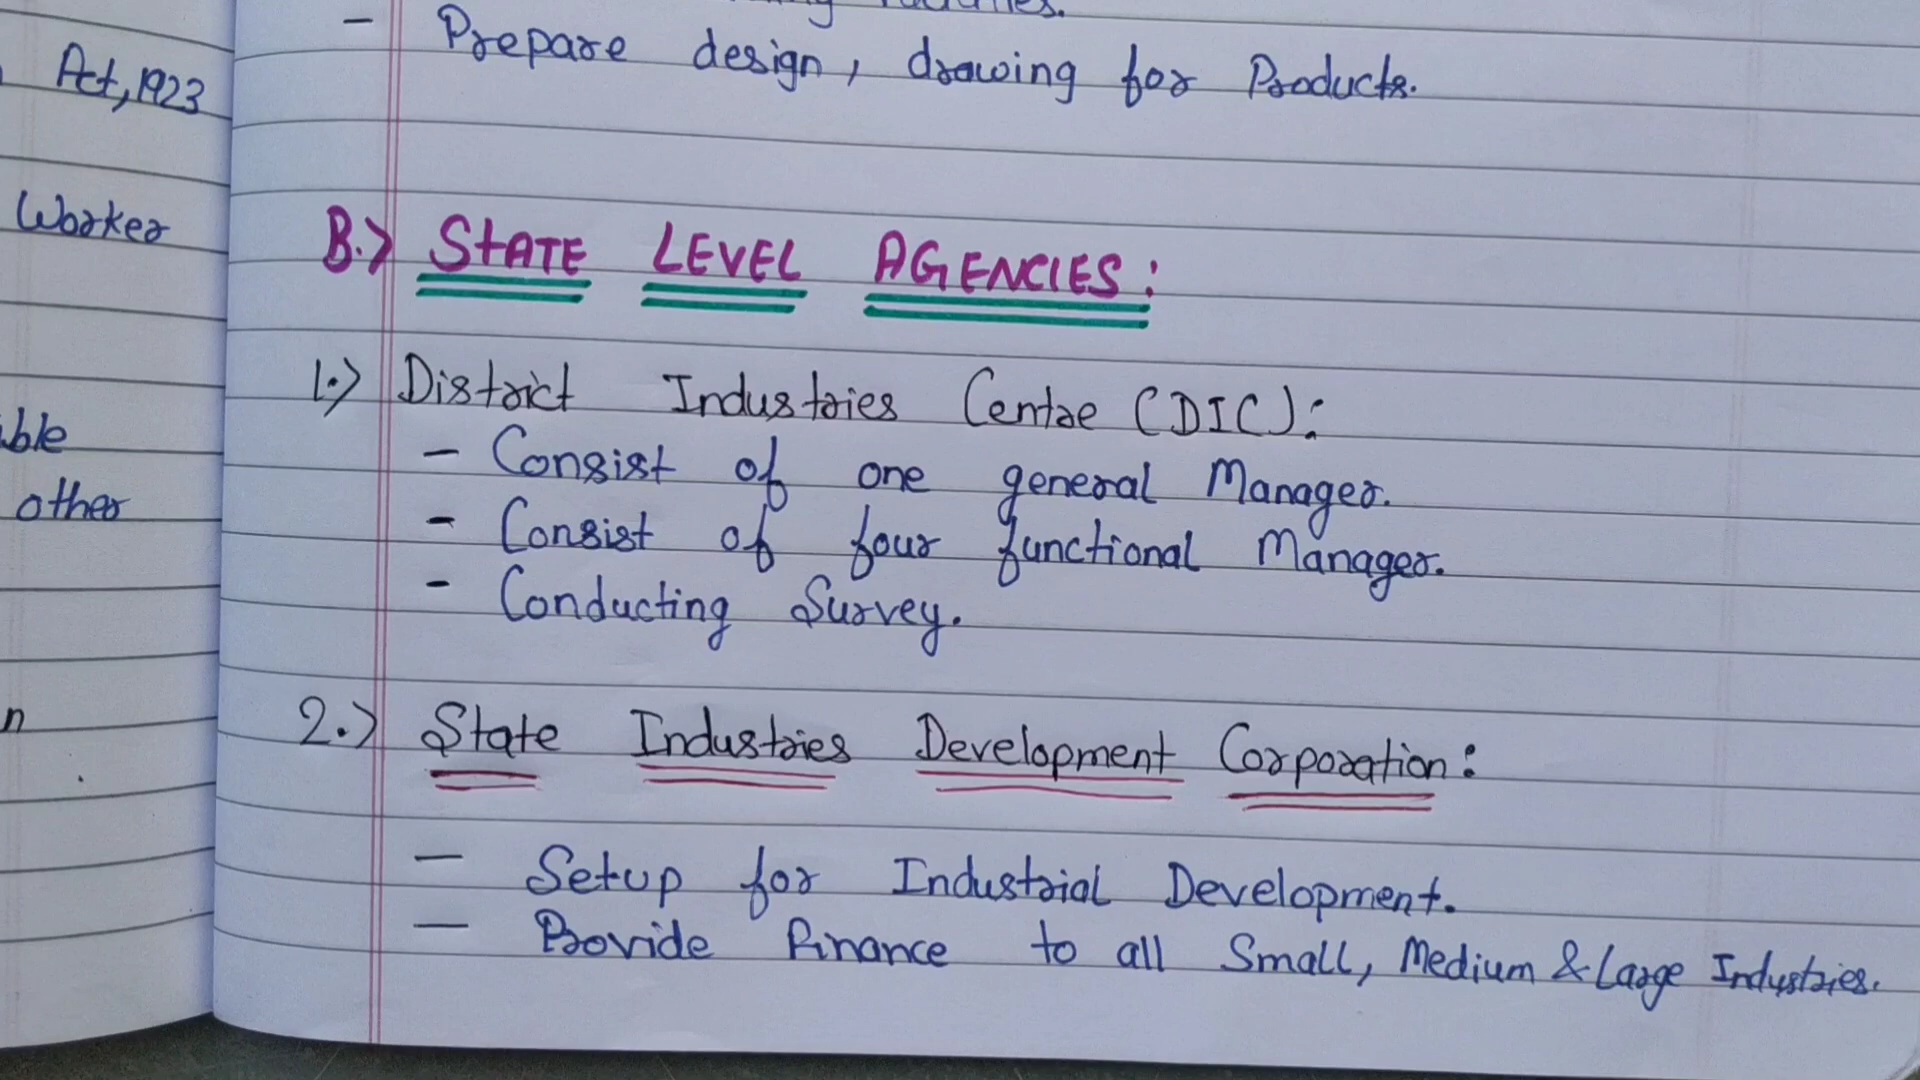 Act, 1923
Worker
other
- Prepare design, drawing for Products.
B.) STATE LEVEL AGENCIES:
1.) District Industries Centre (DIC):
- Consist of one general Manager.
- Consist of four functional Manager.
- Conducting Survey.
2.) State Industries Development Corporation:
- Setup for Industrial Development.
- Provide Finance to all Small, Medium & Large Industries.